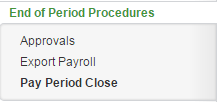 End of Period Procedures
Approvals
Export Payroll
Pay Period Close